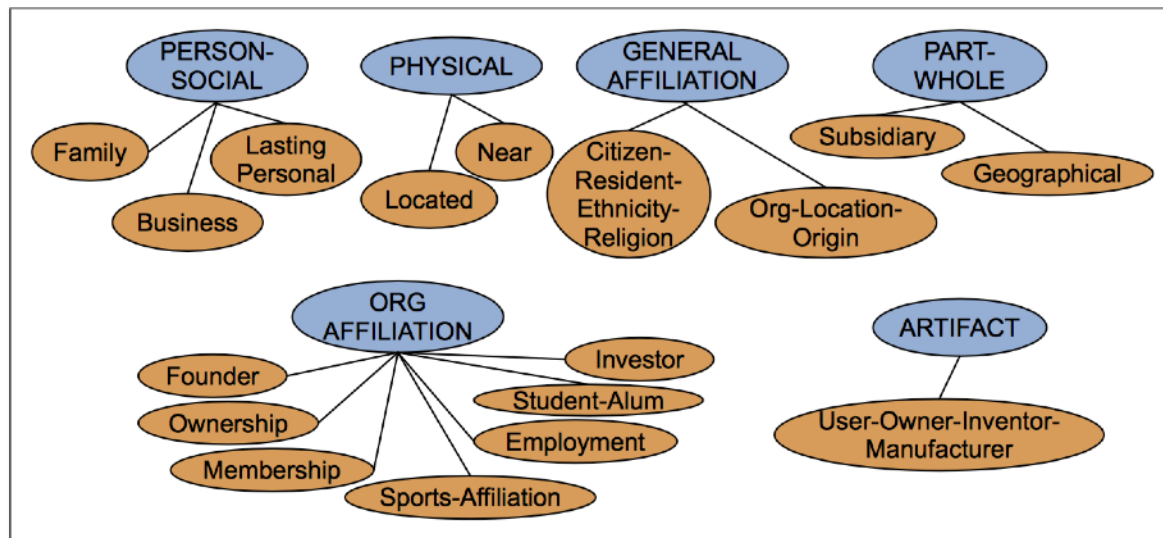 PERSON-
SOCIAL
PHYSICAL
GENERAL
AFFILIATION
PART-
WHOLE
Family
Lasting
Personal
Business
Near
Located
Citizen-
Resident-
Ethnicity-
Religion
Org-Location-
Origin
Subsidiary
Geographical
ORG
AFFILIATION
ARTIFACT
Founder
Ownership
Membership
Sports-Affiliation
Employment
Student-Alum
Investor
User-Owner-Inventor-
Manufacturer